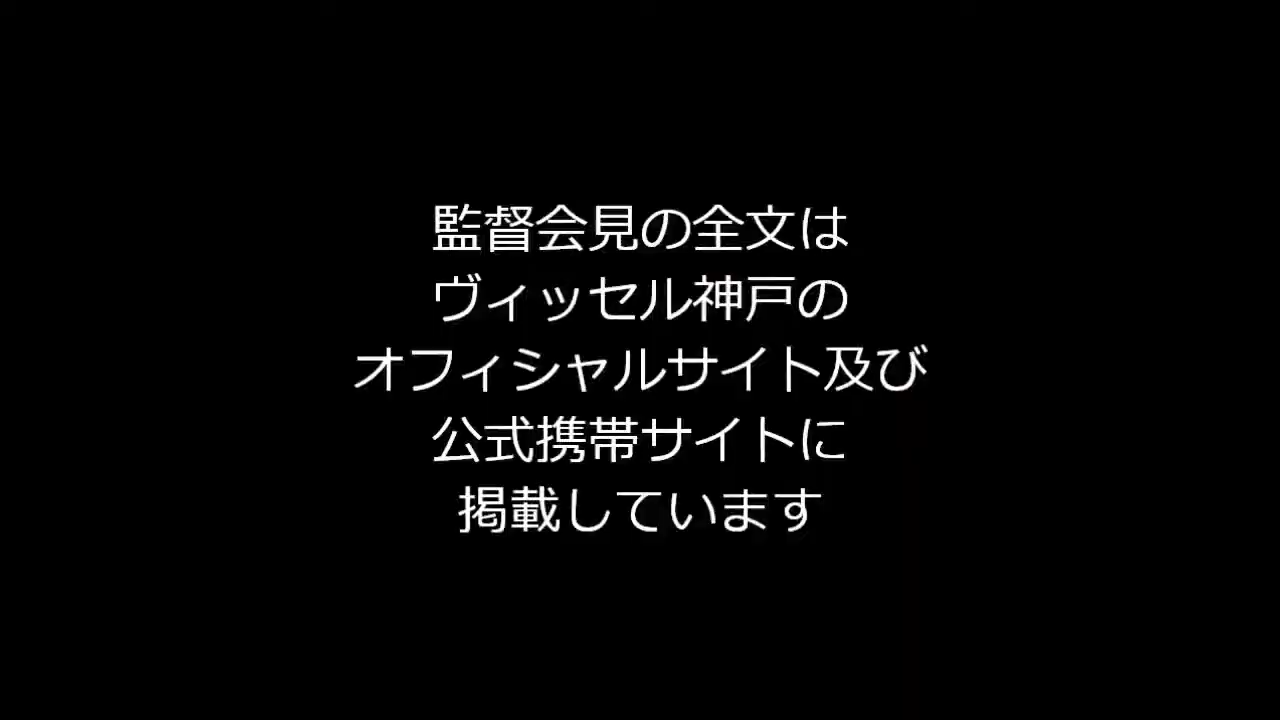 監督会見の全文は
ヴィッセル神戸の
オフィシャルサイト及び
公式携帯サイトに
掲載しています